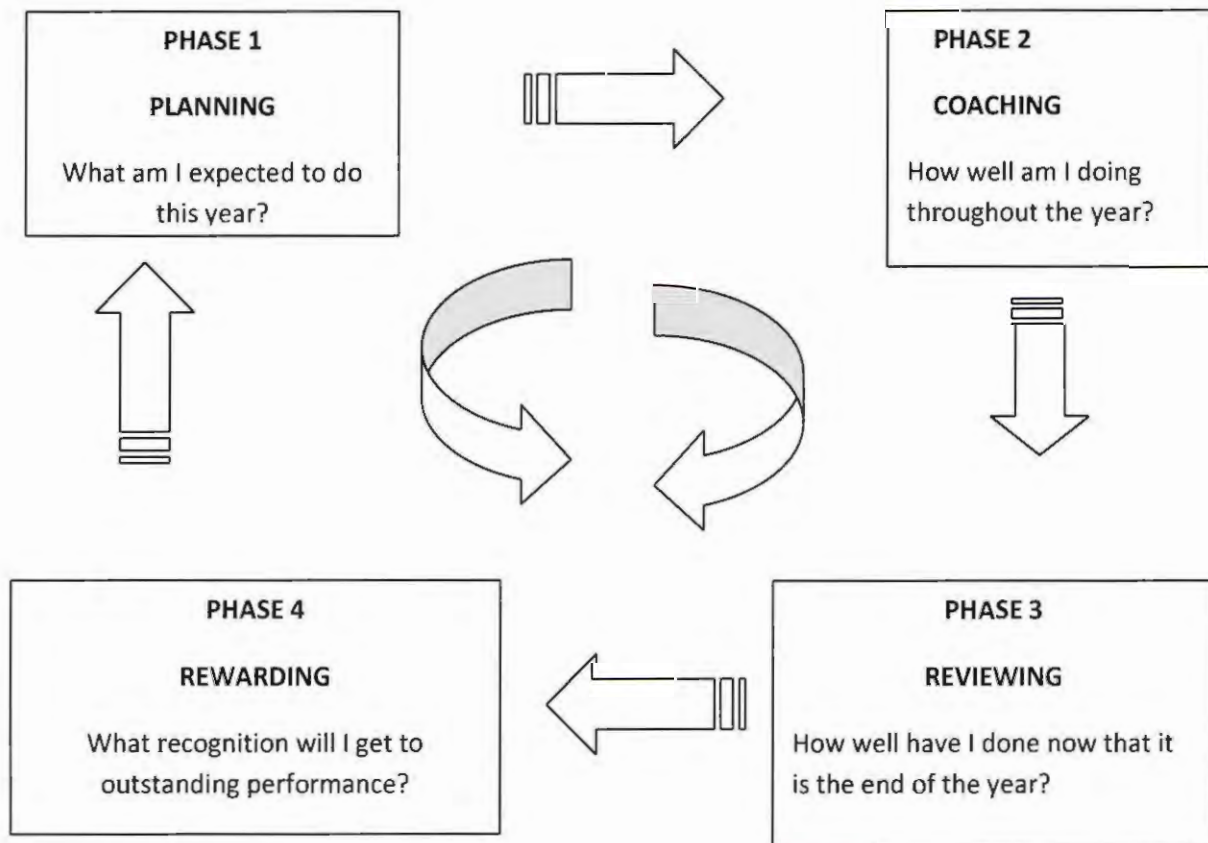 PHASE 1
PLANNING
What am I expected to do
this year?
PHASE 2
COACHING
How well am I doing
throughout the year?
PHASE 3
REVIEWING
How well have I done now that it
is the end of the year?
PHASE 4
REWARDING
What recognition will I get to
outstanding performance?